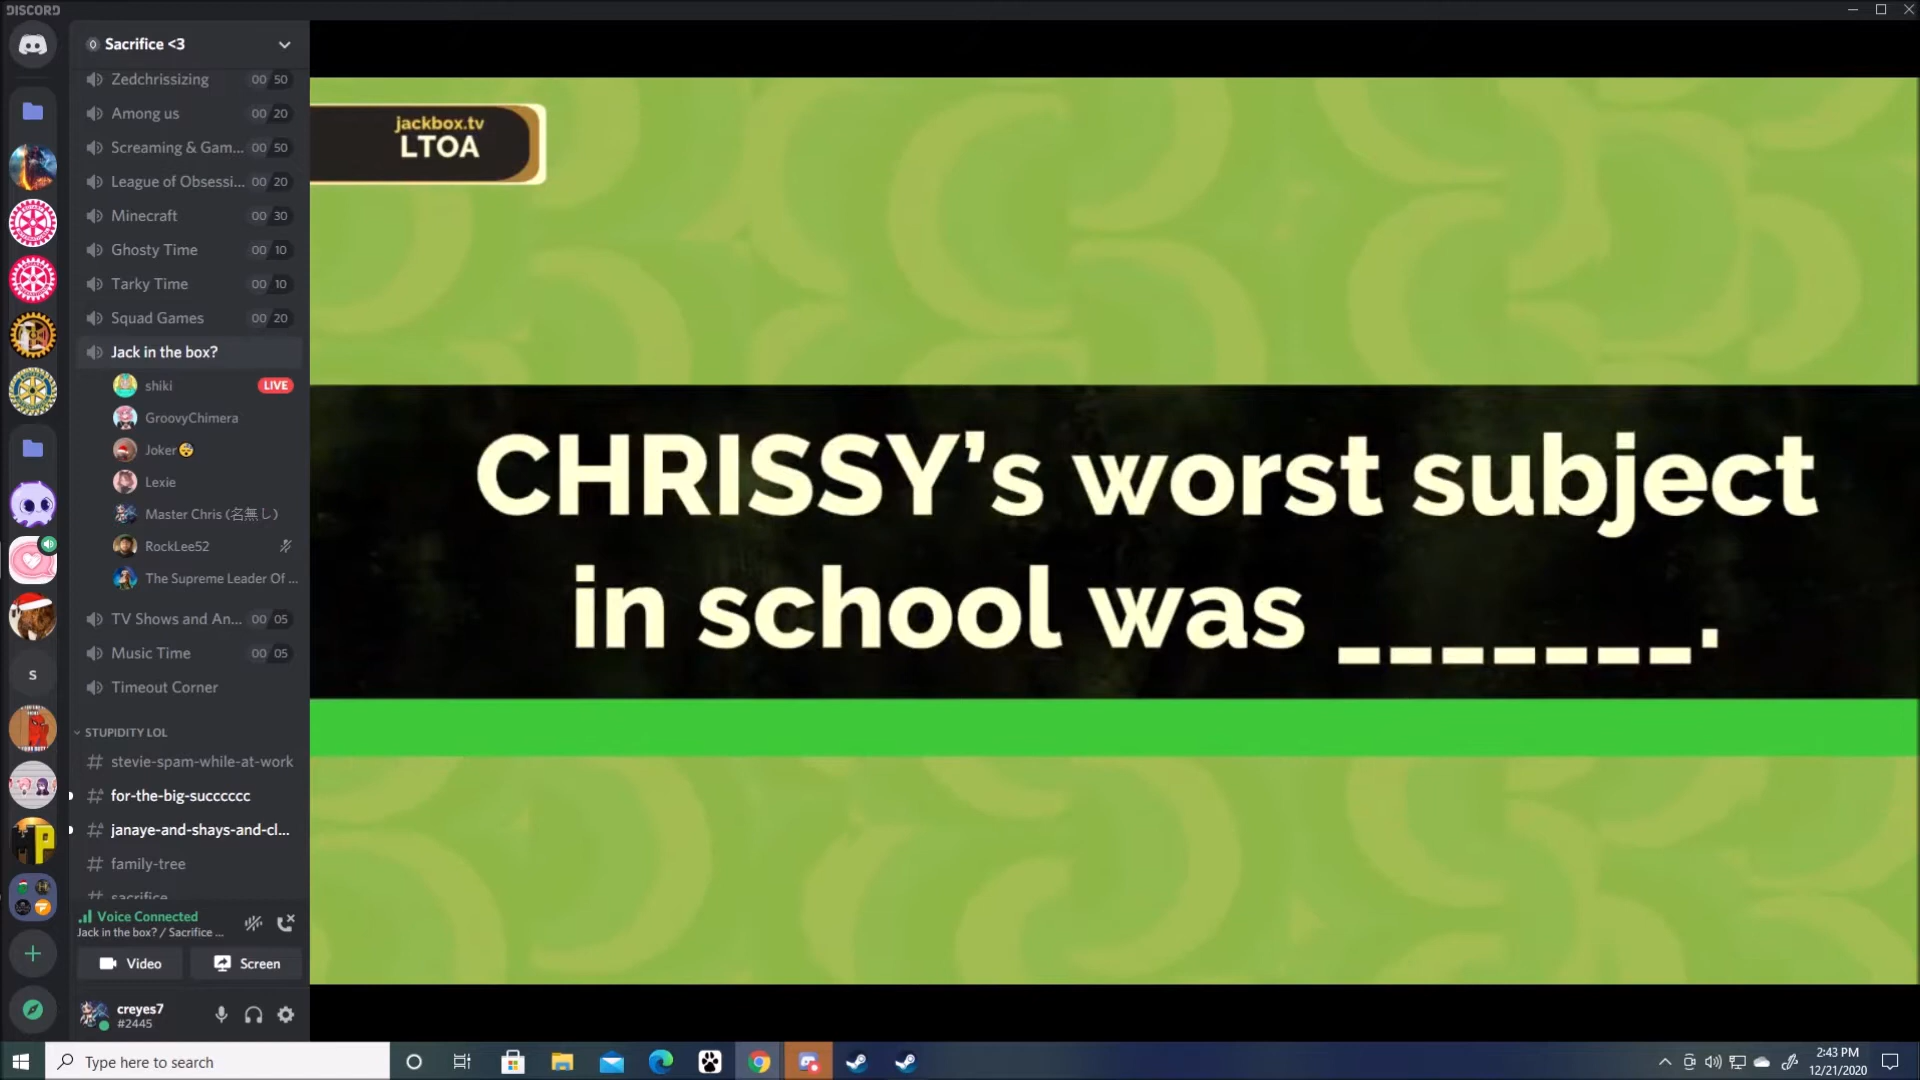 DISCORD
Sacrifice <3
Zedchrissizing 00 50
Among us 00 20
Screaming & Gam... 00 50
League of Obsessi... 00 20
Minecraft 00 30
Ghosty Time 00 10
Tarky Time 00 10
Squad Games 00 20
Jack in the box?
shiki LIVE
GroovyChimera
Joker😴
Lexie
Master Chris (名無し)
RockLee52
The Supreme Leader Of ...
TV Shows and An... 00 05
Music Time 00 05
Timeout Corner
S
STUPIDITY LOL
stevie-spam-while-at-work
for-the-big-succcccc
janaye-and-shays-and-cl...
family-tree
sacrifice
Voice Connected
Jack in the box? / Sacrifice ...
Video Screen
creyes7
#2445
jackbox.tv
LTOA
CHRISSY's worst subject
in school was _______.
Type here to search
2:43 PM
12/21/2020